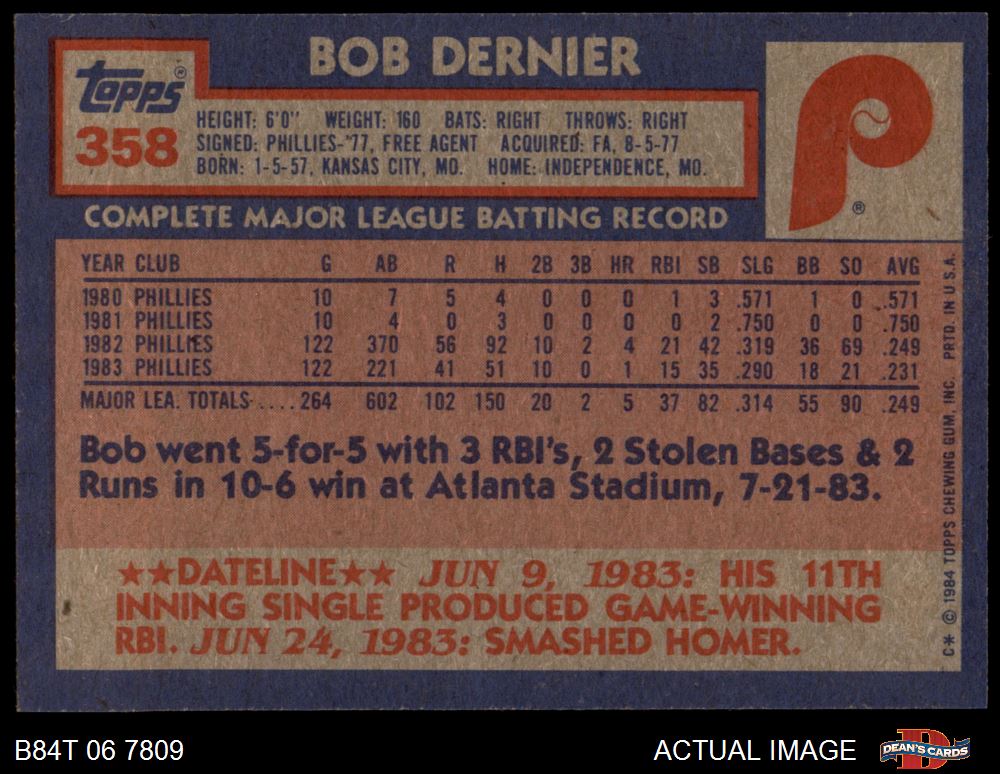 BOB DERNIER
TOPPS®
358
HEIGHT: 6'0" WEIGHT: 160 BATS: RIGHT THROWS: RIGHT
SIGNED: PHILLIES-'77, FREE AGENT ACQUIRED: FA, 8-5-77
BORN: 1-5-57, KANSAS CITY, MO. HOME: INDEPENDENCE, MO.
P ®
COMPLETE MAJOR LEAGUE BATTING RECORD
YEAR CLUB G AB R H 2B 3B HR RBI SB SLG BB SO AVG
1980 PHILLIES 10 7 5 4 0 0 0 1 3 .571 1 0 .571
1981 PHILLIES 10 4 0 3 0 0 0 0 2 .750 0 0 .750
1982 PHILLIES 122 370 56 92 10 2 4 21 42 .319 36 69 .249
1983 PHILLIES 122 221 41 51 10 0 1 15 35 .290 18 21 .231
MAJOR LEA. TOTALS .... 264 602 102 150 20 2 5 37 82 .314 55 90 .249
Bob went 5-for-5 with 3 RBI's, 2 Stolen Bases & 2
Runs in 10-6 win at Atlanta Stadium, 7-21-83.
★★DATELINE★★ JUN 9, 1983: HIS 11TH
INNING SINGLE PRODUCED GAME-WINNING
RBI. JUN 24, 1983: SMASHED HOMER.
C* © 1984 TOPPS CHEWING GUM, INC. PRTD. IN U.S.A.
B84T 06 7809
ACTUAL IMAGE
DEAN'S CARDS